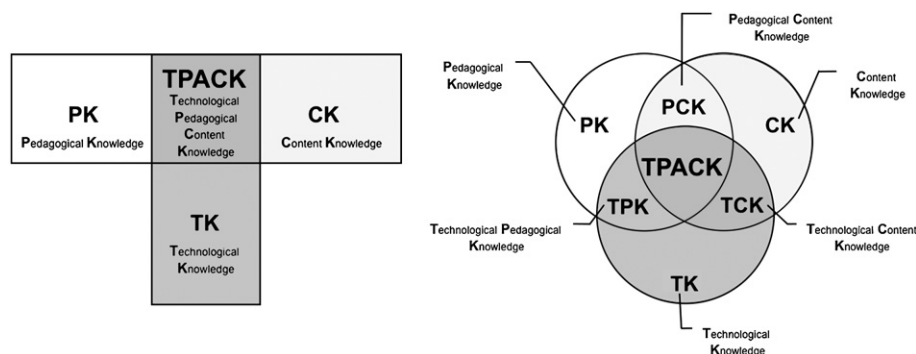 TPACK
Technological
Pedagogical
Content
Knowledge
PK
Pedagogical Knowledge
CK
Content Knowledge
TK
Technological
Knowledge
Pedagogical Content
Knowledge
Pedagogical
Knowledge
Content
Knowledge
PCK
PK
CK
TPACK
TPK
TCK
Technological Pedagogical
Knowledge
Technological Content
Knowledge
TK
Technological
Knowledge